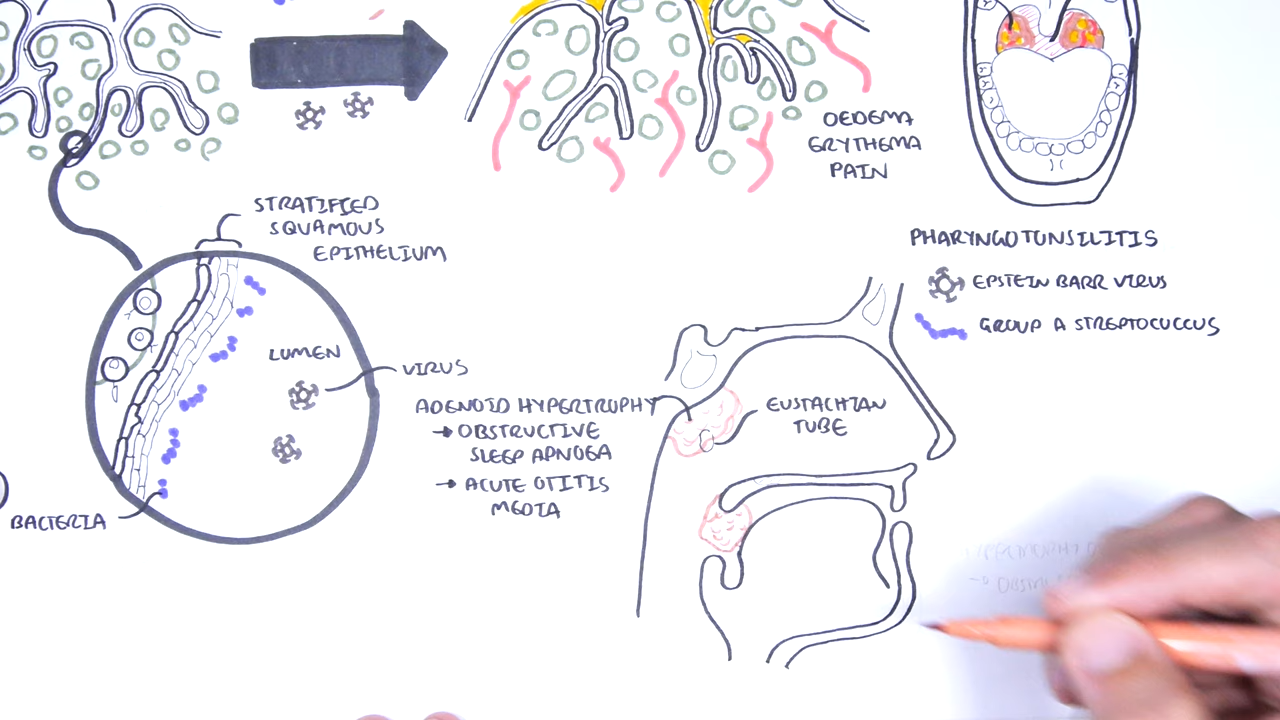 OEDEMA
ERYTHEMA
PAIN
STRATIFIED
SQUAMOUS
EPITHELIUM
PHARYNGOTONSILITIS
EPSTEIN BARR VIRUS
GROUP A STREPTOCUCCUS
LUMEN
VIRUS
ADENOID HYPERTROPHY
→ OBSTRUCTIVE
SLEEP APNOEA
→ ACUTE OTITIS
MEDIA
EUSTACHIAN
TUBE
BACTERIA